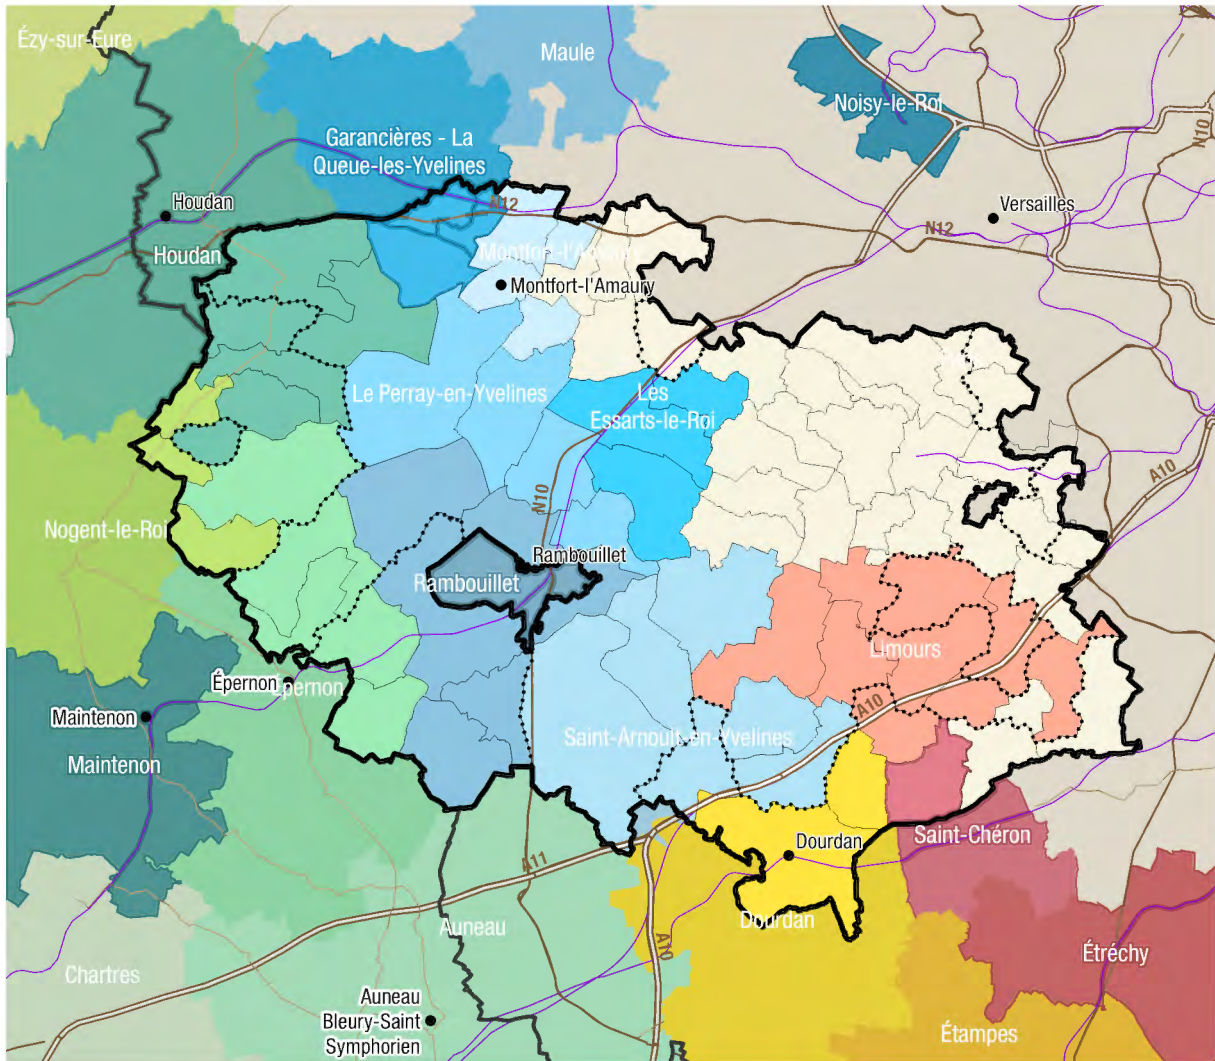 Ézy-sur-Eure
Maule
Noisy-le-Roi
Garancières - La
Queue-les-Yvelines
N10
Houdan
N12
Versailles
N12
Houdan
Montfort-l'Amaury
Montfort-l'Amaury
Le Perray-en-Yvelines
Les
Essarts-le-Roi
A10
N10
Nogent-le-Roi
Rambouillet
Rambouillet
Limours
Épernon
Épernon
Maintenon
A10
Saint-Arnoult-en-Yvelines
Maintenon
Saint-Chéron
Dourdan
A11
Auneau
Dourdan
A10
Étréchy
Chartres
Auneau
Bleury-Saint
Symphorien
Étampes